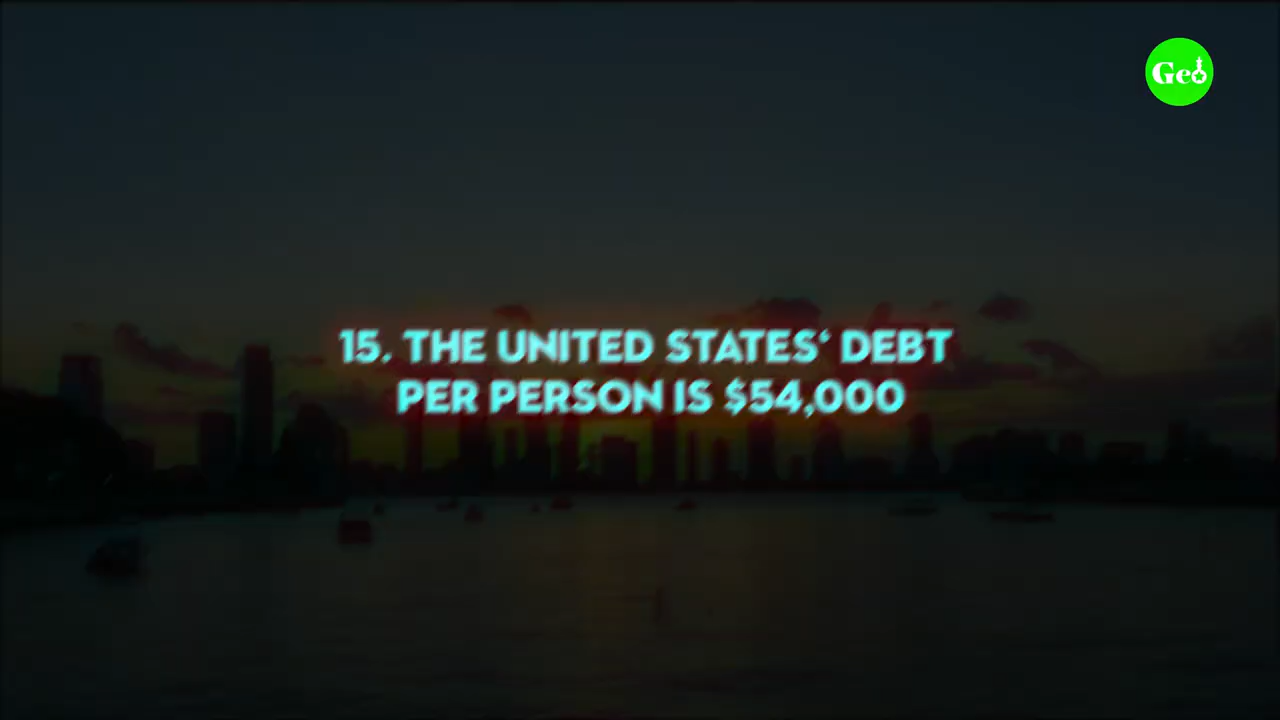 Geo
15. THE UNITED STATES‘ DEBT
PER PERSON IS $54,000